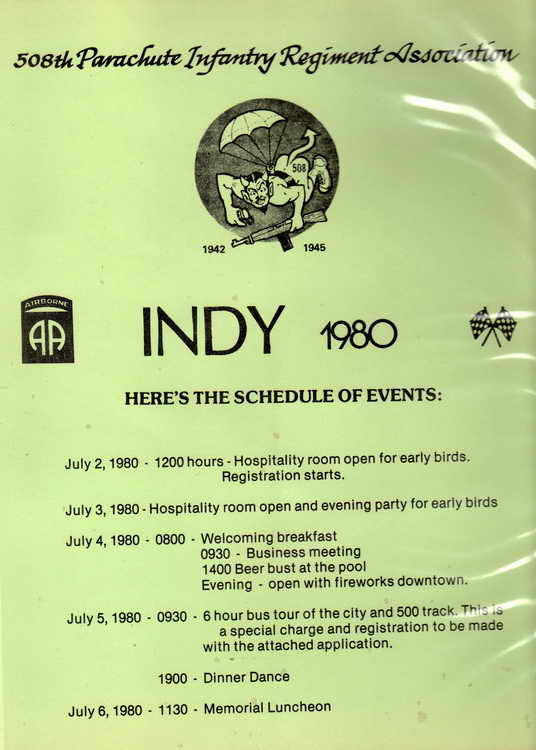 508th Parachute Infantry Regiment Association
508
1942 1945
AIRBORNE
AA
INDY 1980
HERE'S THE SCHEDULE OF EVENTS:
July 2, 1980 - 1200 hours - Hospitality room open for early birds.
Registration starts.
July 3, 1980 - Hospitality room open and evening party for early birds
July 4, 1980 - 0800 - Welcoming breakfast
0930 - Business meeting
1400 Beer bust at the pool
Evening - open with fireworks downtown.
July 5, 1980 - 0930 - 6 hour bus tour of the city and 500 track. This is
a special charge and registration to be made
with the attached application.
1900 - Dinner Dance
July 6, 1980 - 1130 - Memorial Luncheon